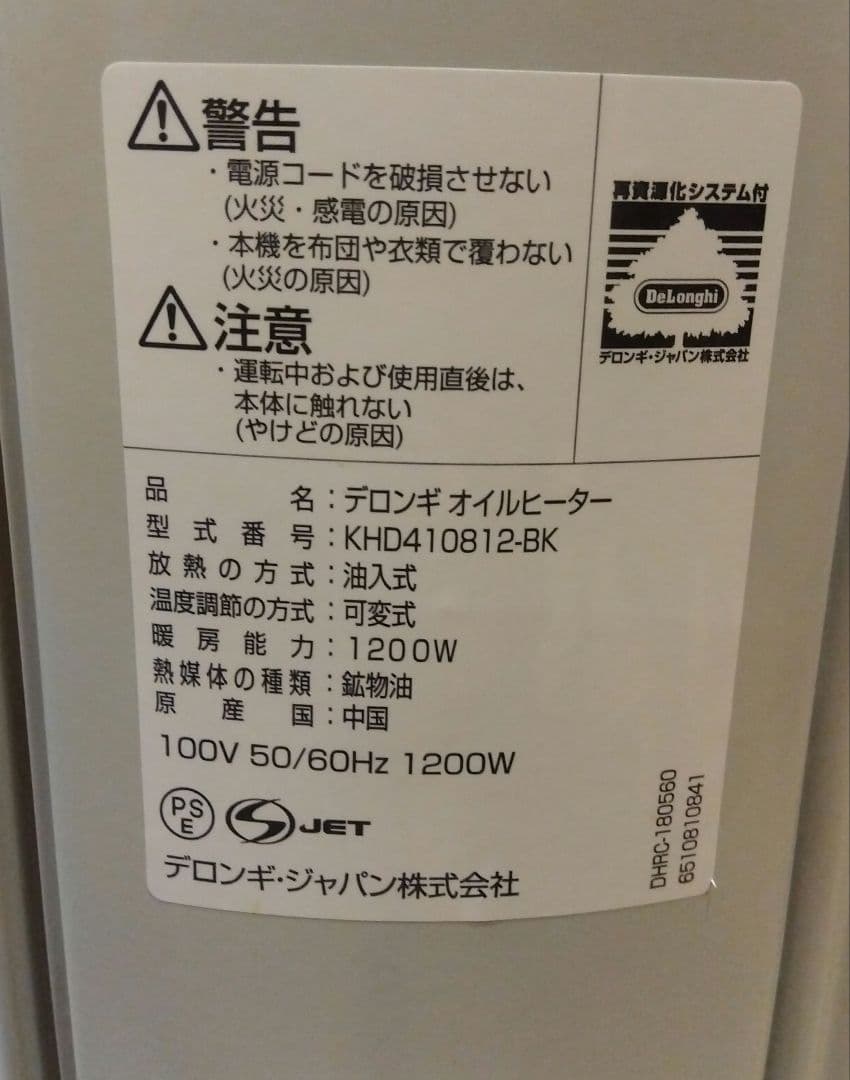 警告
・電源コードを破損させない
(火災・感電の原因)
・本機を布団や衣類で覆わない
(火災の原因)
注意
・運転中および使用直後は、
本体に触れない
(やけどの原因)
再資源化システム付
DeLonghi
デロンギ・ジャパン株式会社
品名：デロンギ オイルヒーター
型式番号：KHD410812-BK
放熱の方式：油入式
温度調節の方式：可変式
暖房能力：1200W
熱媒体の種類：鉱物油
原産国：中国
100V 50/60Hz 1200W
PS
E
S JET
デロンギ・ジャパン株式会社
DHRC-180560
6510810841